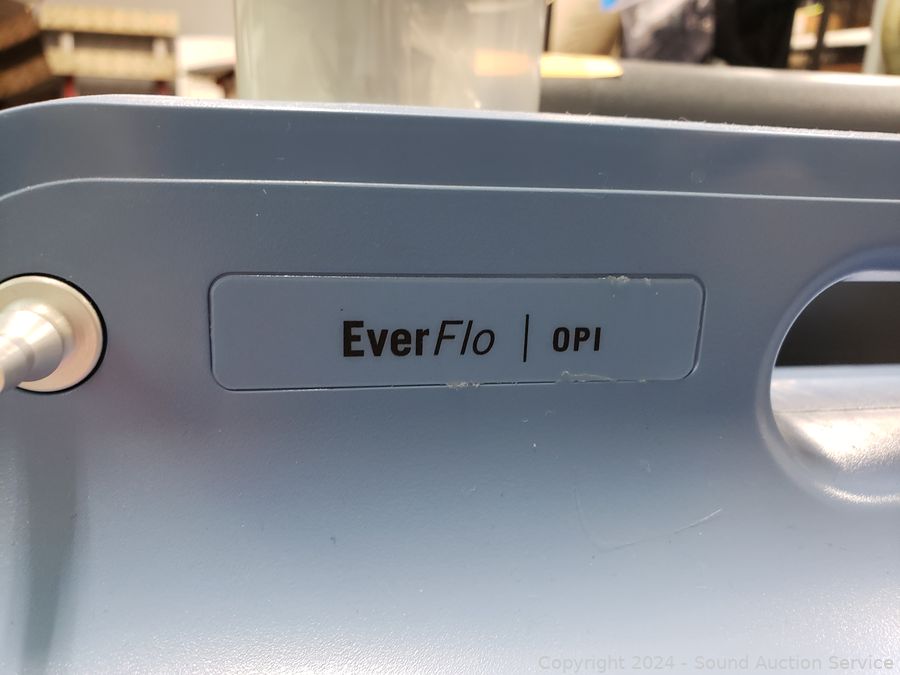 EverFlo | OPI
Copyright 2024 - Sound Auction Service